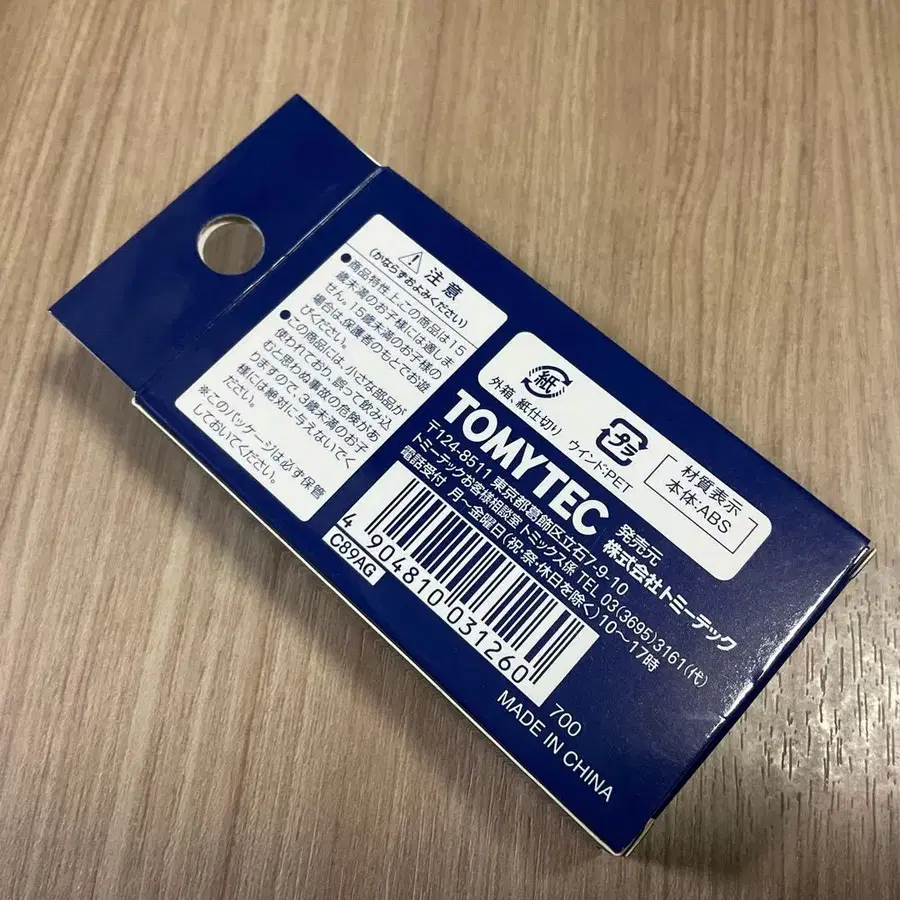 注意
(かならずおよみください)
●商品特性上この商品は15
歳未満のお子様には適しま
せん。15歳未満のお子様の
場合は、保護者のもとでお遊
びください。
●この商品には、小さな部品が
使われており、誤って飲み込
むと思わぬ事故の危険があ
りますので、3歳未満のお子
様には絶対に与えないでく
ださい。
※このパッケージは必ず保管
しておいてください。
紙
外箱、紙仕切り
プラ
ウインド:PET
材質表示
本体:ABS
TOMYTEC 発売元 株式会社トミーテック
〒124-8511 東京都葛飾区立石7-9-10
トミーテックお客様相談室 トミックス係 TEL 03(3695)3161(代)
電話受付 月〜金曜日(祝・祭・休日を除く)10〜17時
4904810031260
C89AG
700
MADE IN CHINA